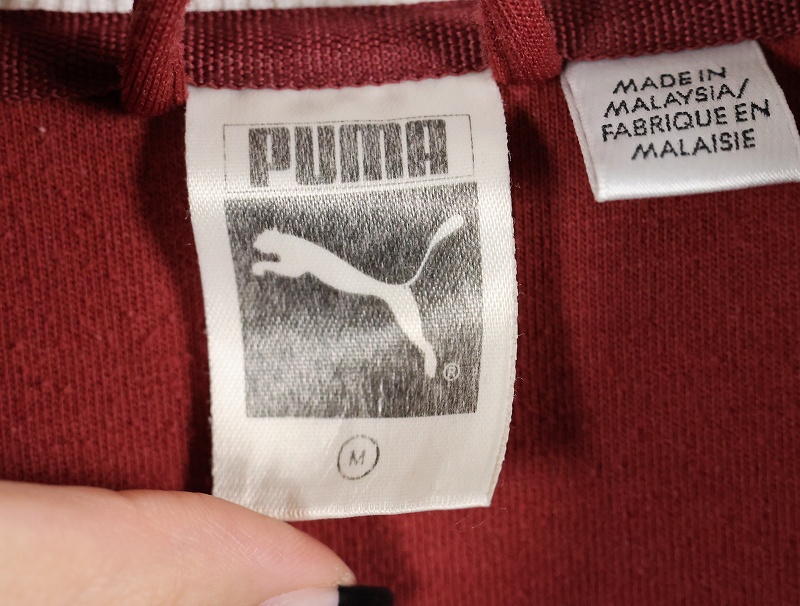 PUMA
®
M
MADE IN
MALAYSIA/
FABRIQUE EN
MALAISIE